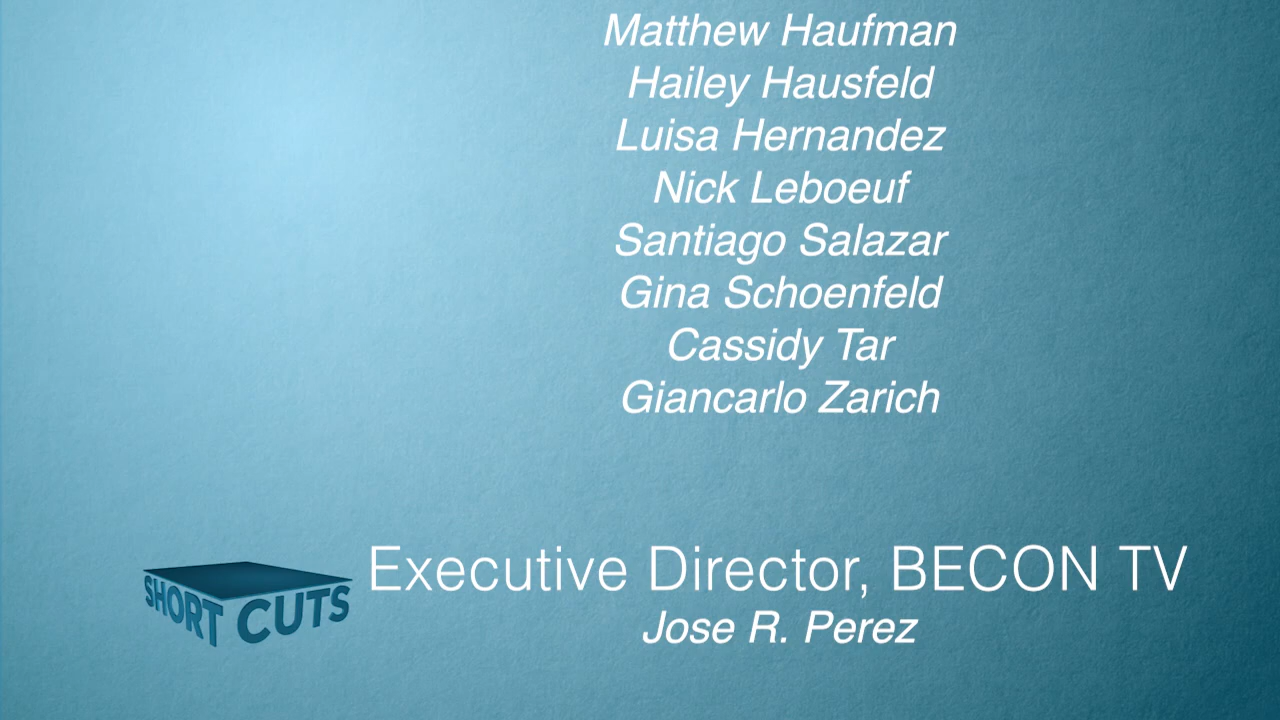 Matthew Haufman
Hailey Hausfeld
Luisa Hernandez
Nick Leboeuf
Santiago Salazar
Gina Schoenfeld
Cassidy Tar
Giancarlo Zarich
Executive Director, BECON TV
Jose R. Perez
SHORT CUTS